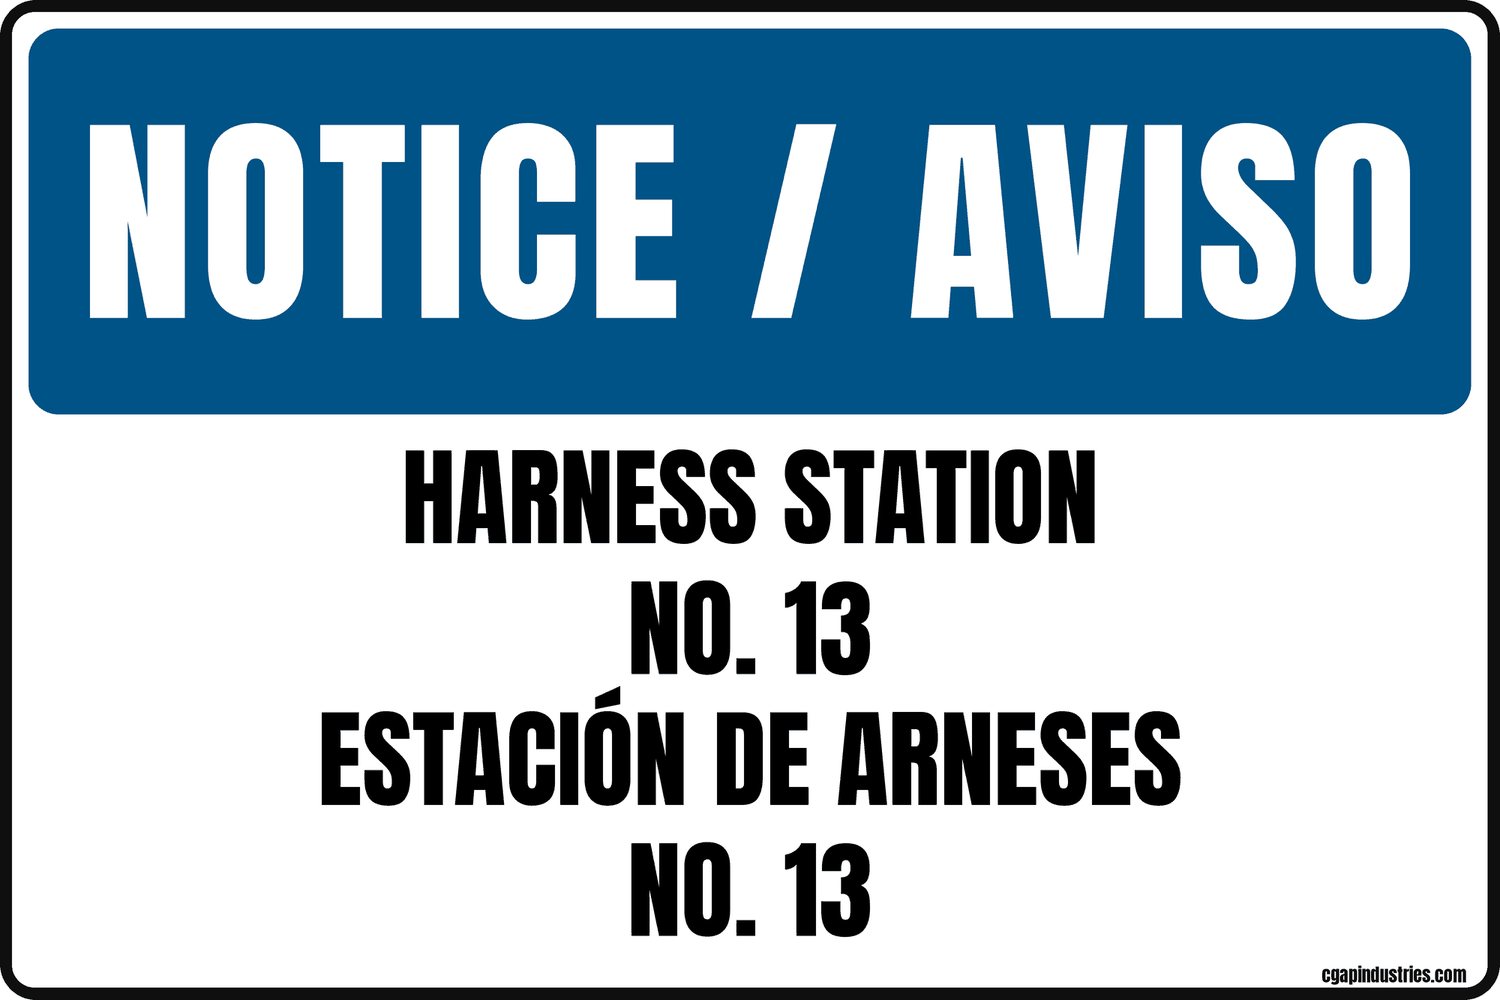 NOTICE / AVISO
HARNESS STATION
NO. 13
ESTACIÓN DE ARNESES
NO. 13
cgapindustries.com